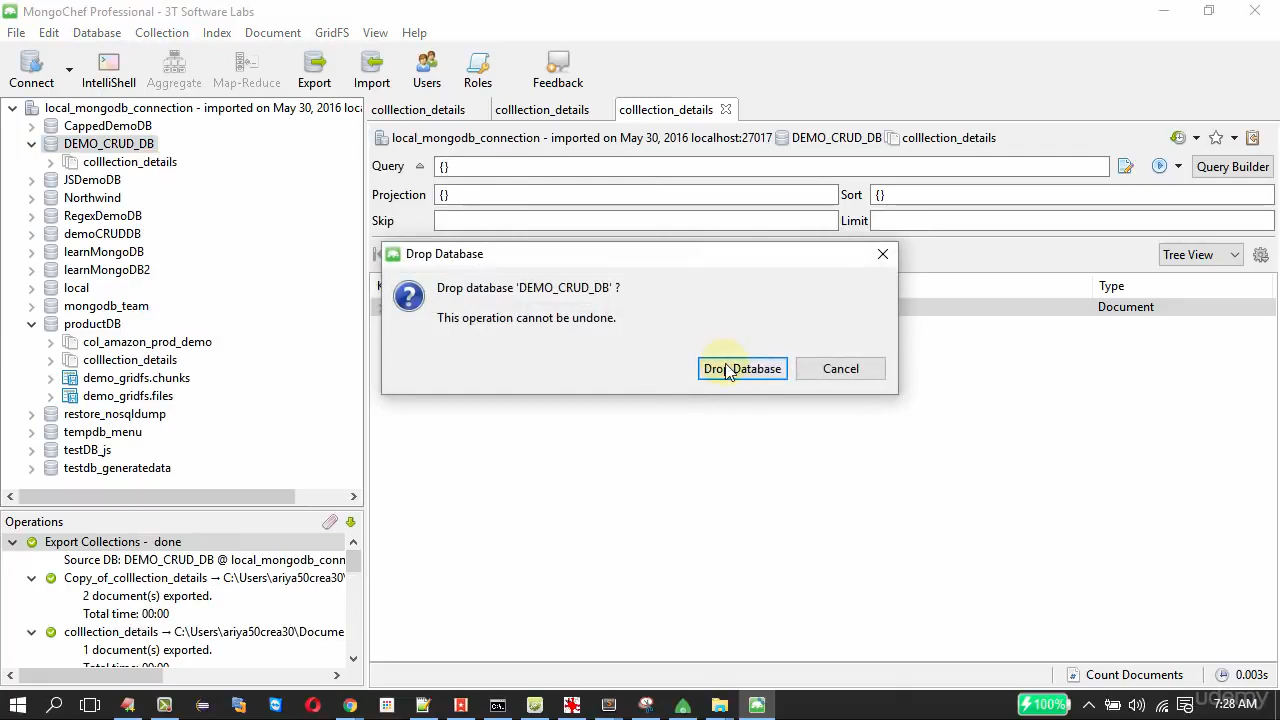 MongoChef Professional - 3T Software Labs
File Edit Database Collection Index Document GridFS View Help
Connect IntelliShell Aggregate Map-Reduce Export Import Users Roles Feedback
local_mongodb_connection - imported on May 30, 2016 loca
CappedDemoDB
DEMO_CRUD_DB
colllection_details
JSDemoDB
Northwind
RegexDemoDB
demoCRUDDB
learnMongoDB
learnMongoDB2
local
mongodb_team
productDB
col_amazon_prod_demo
colllection_details
demo_gridfs.chunks
demo_gridfs.files
restore_nosqldump
tempdb_menu
testDB_js
testdb_generatedata
colllection_details colllection_details colllection_details
local_mongodb_connection - imported on May 30, 2016 localhost:27017 DEMO_CRUD_DB colllection_details
Query {} Query Builder
Projection {} Sort {}
Skip Limit
Tree View
Type
Document
Drop Database
Drop database 'DEMO_CRUD_DB' ?
This operation cannot be undone.
Drop Database Cancel
Operations
Export Collections - done
Source DB: DEMO_CRUD_DB @ local_mongodb_conn
Copy_of_colllection_details → C:\Users\ariya50crea30\
2 document(s) exported.
Total time: 00:00
colllection_details → C:\Users\ariya50crea30\Docume
1 document(s) exported.
Total time: 00:00
Count Documents 0.003s
100% 7:28 AM
udemy